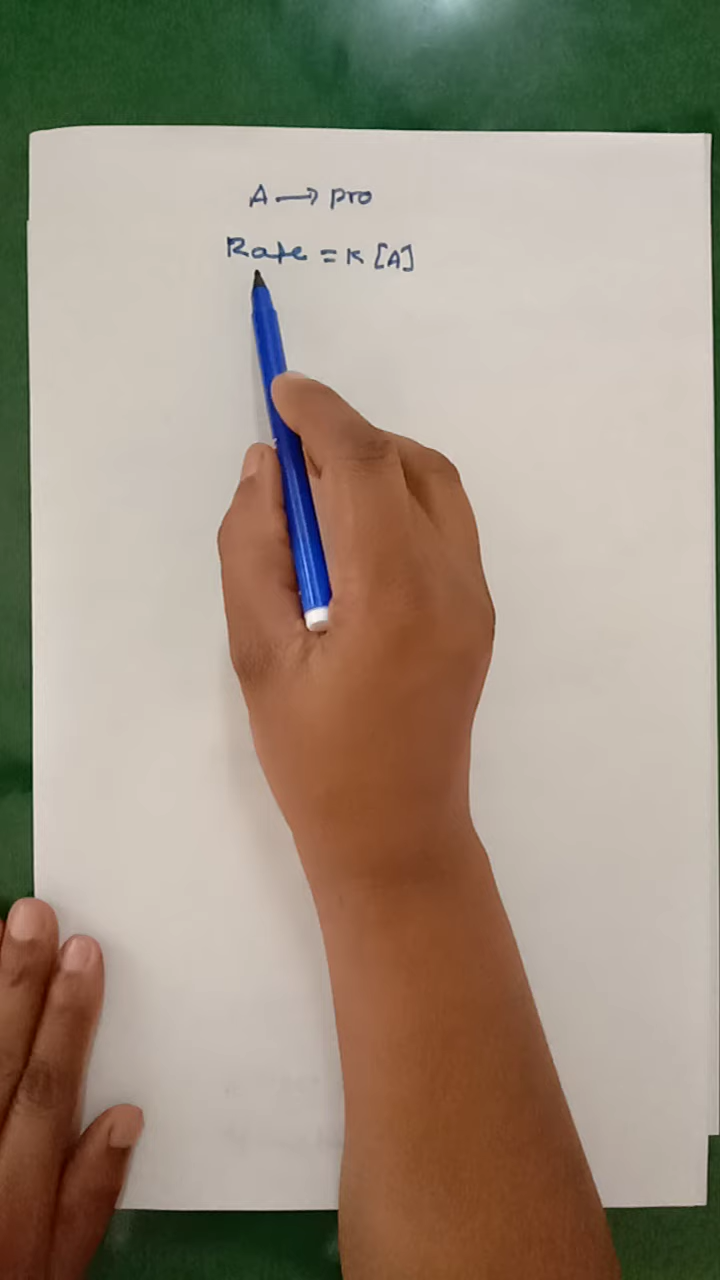 A → pro
Rate = K [A]